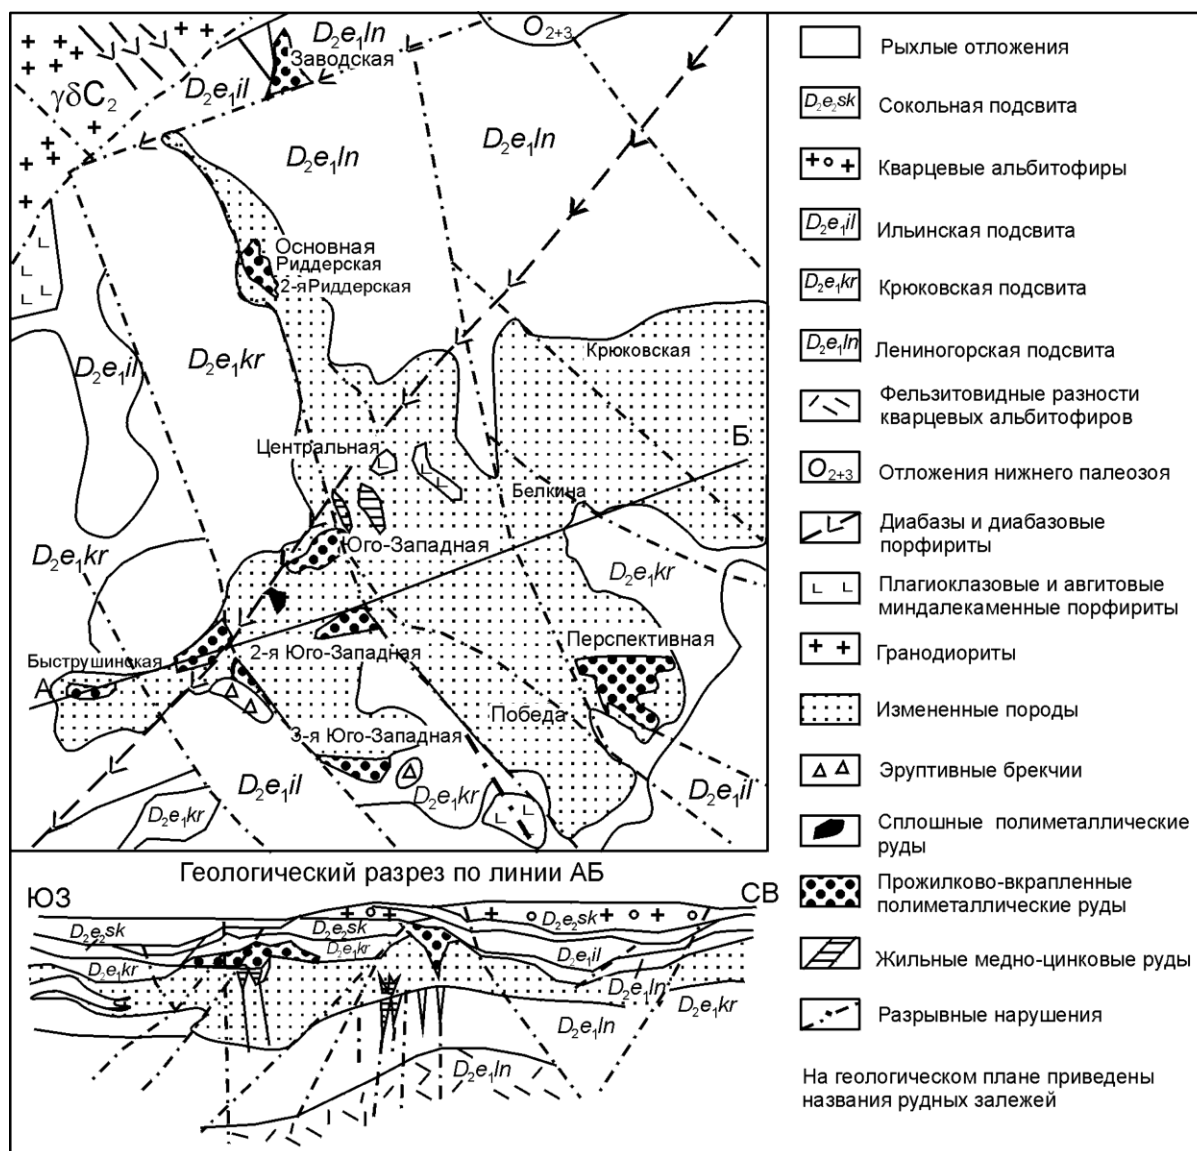 O₂₊₃
D₂e₁ln
Заводская
D₂e₁il
γδC₂
D₂e₁ln
D₂e₁ln
Основная
Риддерская
2-яРиддерская
D₂e₁il
D₂e₁kr
Крюковская
Центральная
Б
Белкина
D₂e₁kr
Юго-Западная
D₂e₁kr
Быструшинская
2-я Юго-Западная
Перспективная
А
Победа
3-я Юго-Западная
D₂e₁il
D₂e₁kr
D₂e₁il
D₂e₁kr
Геологический разрез по линии АБ
ЮЗ
СВ
D₂e₂sk
D₂e₂sk
D₂e₂sk
D₂e₁kr
D₂e₁kr
D₂e₁il
D₂e₁ln
D₂e₁kr
D₂e₁ln
D₂e₁ln
Рыхлые отложения
D₂e₂sk
Сокольная подсвита
Кварцевые альбитофиры
D₂e₁il
Ильинская подсвита
D₂e₁kr
Крюковская подсвита
D₂e₁ln
Лениногорская подсвита
Фельзитовидные разности
кварцевых альбитофиров
O₂₊₃
Отложения нижнего палеозоя
Диабазы и диабазовые
порфириты
Плагиоклазовые и авгитовые
миндалекаменные порфириты
Гранодиориты
Измененные породы
Эруптивные брекчии
Сплошные полиметаллические
руды
Прожилково-вкрапленные
полиметаллические руды
Жильные медно-цинковые руды
Разрывные нарушения
На геологическом плане приведены
названия рудных залежей